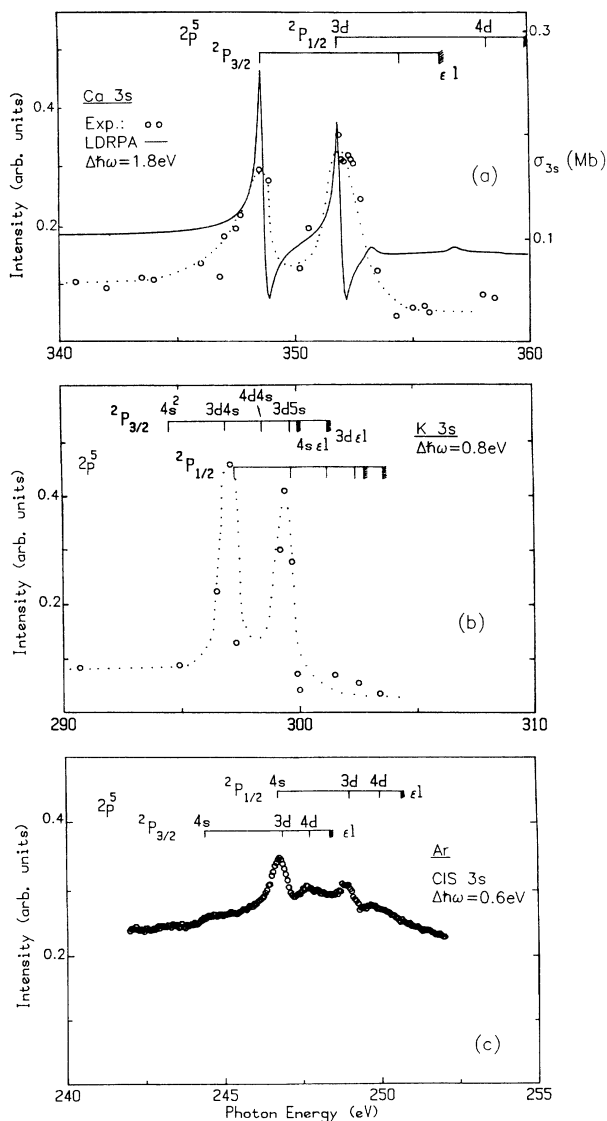 2p⁵
²P₁/₂ 3d 4d
²P₃/₂
εl
0.3
Ca 3s
Exp.: o o
LDRPA —
Δħω=1.8eV
(a)
σ₃ₛ (Mb)
0.1
0.4
0.2
Intensity (arb. units)
340 350 360
4d4s
4s² 3d4s 3d5s
²P₃/₂
4s εl 3d εl
²P₁/₂
2p⁵
K 3s
Δħω=0.8eV
0.4
0.2
Intensity (arb. units)
(b)
290 300 310
²P₁/₂ 4s 3d 4d εl
2p⁵
²P₃/₂ 4s 3d 4d εl
Ar
CIS 3s
Δħω=0.6eV
0.4
0.2
Intensity (arb. units)
(c)
240 245 250 255
Photon Energy (eV)